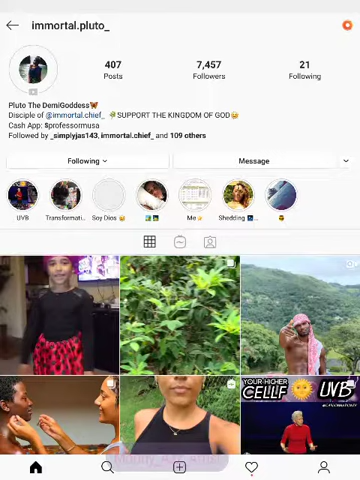 immortal.pluto_
407
7,457
21
Posts
Followers
Following
Pluto The DemiGoddess🦋
Disciple of @immortal.chief_ 🌱SUPPORT THE KINGDOM OF GOD😉
Cash App: $professormusa
Followed by _simplyjas143, immortal.chief_ and 109 others
Following
Message
UVB
Transformati..
Soy Dios
Me
Shedding
YOUR HIGHER
CELLLF UVB